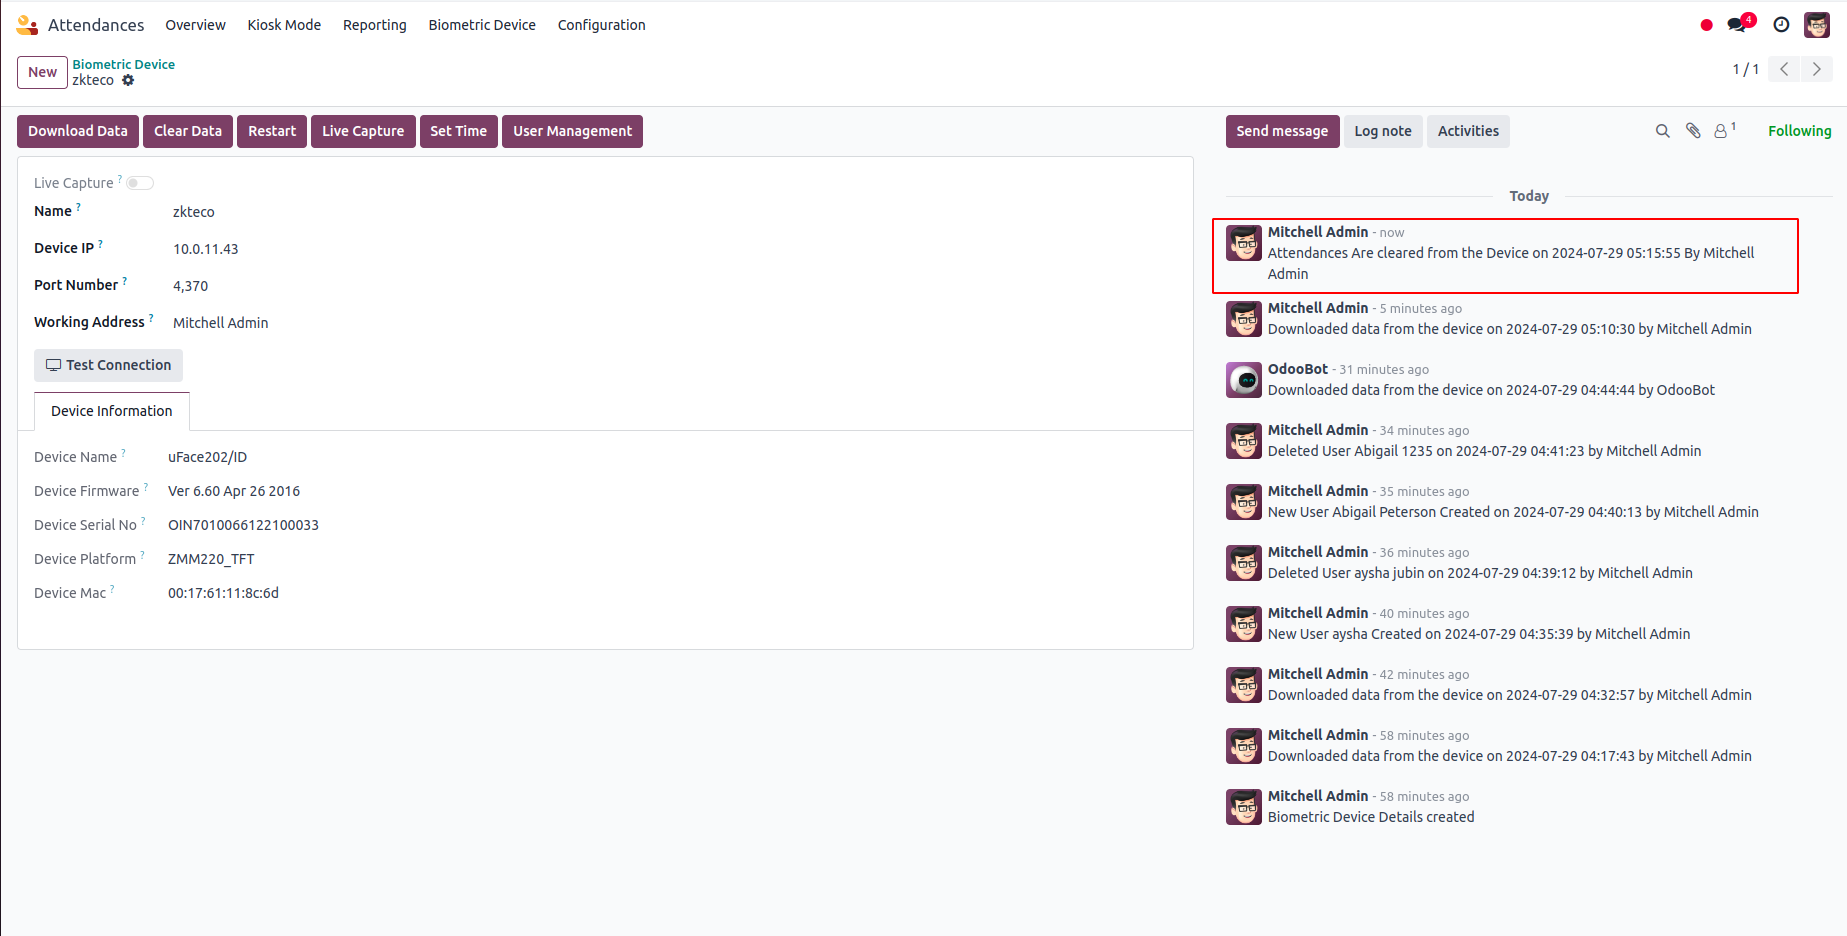 Attendances Overview Kiosk Mode Reporting Biometric Device Configuration 4
New Biometric Device
zkteco
1 / 1
Download Data Clear Data Restart Live Capture Set Time User Management
Live Capture ?
Name ? zkteco
Device IP ? 10.0.11.43
Port Number ? 4,370
Working Address ? Mitchell Admin
Test Connection
Device Information
Device Name ? uFace202/ID
Device Firmware ? Ver 6.60 Apr 26 2016
Device Serial No ? OIN7010066122100033
Device Platform ? ZMM220_TFT
Device Mac ? 00:17:61:11:8c:6d
Send message Log note Activities 1 Following
Today
Mitchell Admin - now
Attendances Are cleared from the Device on 2024-07-29 05:15:55 By Mitchell
Admin
Mitchell Admin - 5 minutes ago
Downloaded data from the device on 2024-07-29 05:10:30 by Mitchell Admin
OdooBot - 31 minutes ago
Downloaded data from the device on 2024-07-29 04:44:44 by OdooBot
Mitchell Admin - 34 minutes ago
Deleted User Abigail 1235 on 2024-07-29 04:41:23 by Mitchell Admin
Mitchell Admin - 35 minutes ago
New User Abigail Peterson Created on 2024-07-29 04:40:13 by Mitchell Admin
Mitchell Admin - 36 minutes ago
Deleted User aysha jubin on 2024-07-29 04:39:12 by Mitchell Admin
Mitchell Admin - 40 minutes ago
New User aysha Created on 2024-07-29 04:35:39 by Mitchell Admin
Mitchell Admin - 42 minutes ago
Downloaded data from the device on 2024-07-29 04:32:57 by Mitchell Admin
Mitchell Admin - 58 minutes ago
Downloaded data from the device on 2024-07-29 04:17:43 by Mitchell Admin
Mitchell Admin - 58 minutes ago
Biometric Device Details created